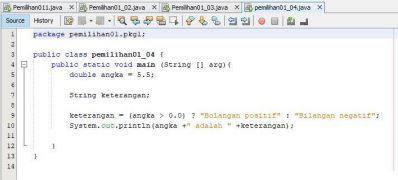 Pemilihan011.java Pemilihan01_02.java Pemilihan01_03.java pemilihan01_04.java
Source History
1 package pemilihan01.pkg1;
2
3 public class pemilihan01_04 {
4 public static void main (String [] arg){
5 double angka = 5.5;
6
7 String keterangan;
8
9 keterangan = (angka > 0.0) ? "Bolangan positif" : "Bilangan negatif";
10 System.out.println(angka +" adalah " +keterangan);
11
12 }
13 }
14